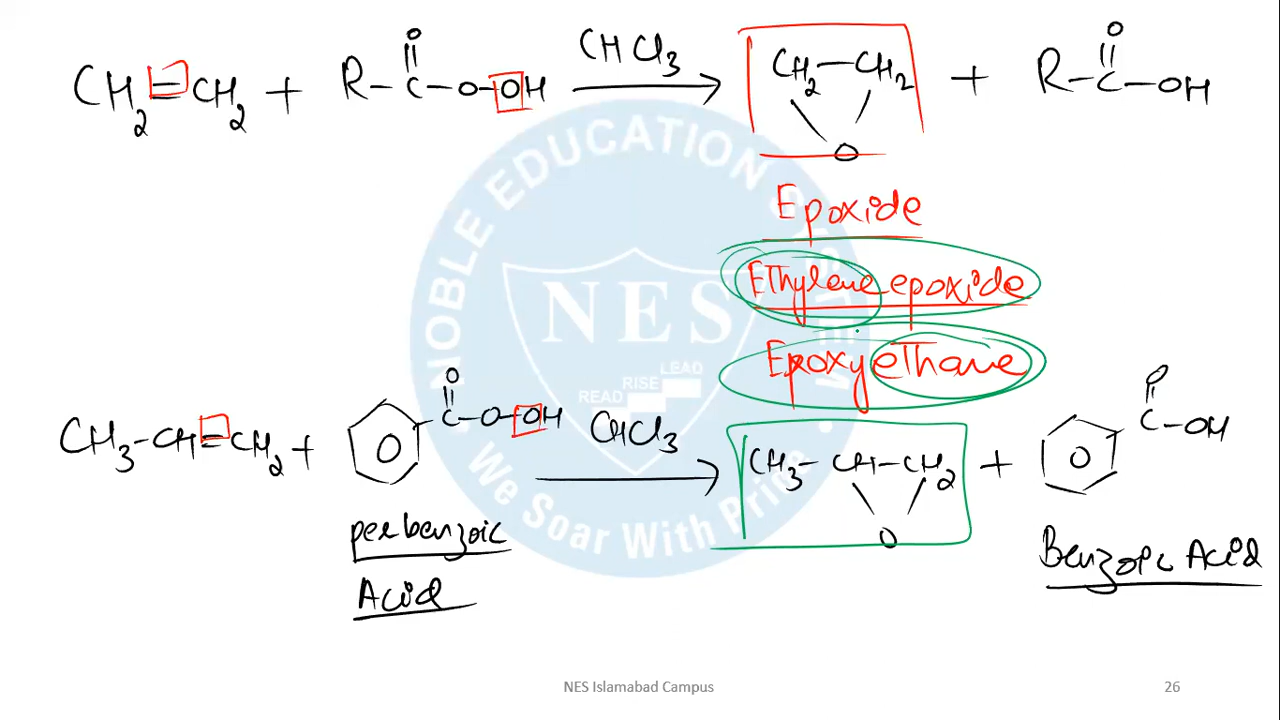 CH2=CH2 + R-C(=O)-O-OH CHCl3 → CH2-CH2 O + R-C(=O)-OH
Epoxide
Ethylene epoxide
Epoxyethane
CH3-CH=CH2 + C(=O)-O-OH CHCl3 → CH3-CH-CH2 O + C(=O)-OH
perbenzoic
Acid
Benzoic Acid
NOBLE EDUCATION SYSTEM
NES
LEAD
RISE
READ
We Soar With Pride
NES Islamabad Campus
26